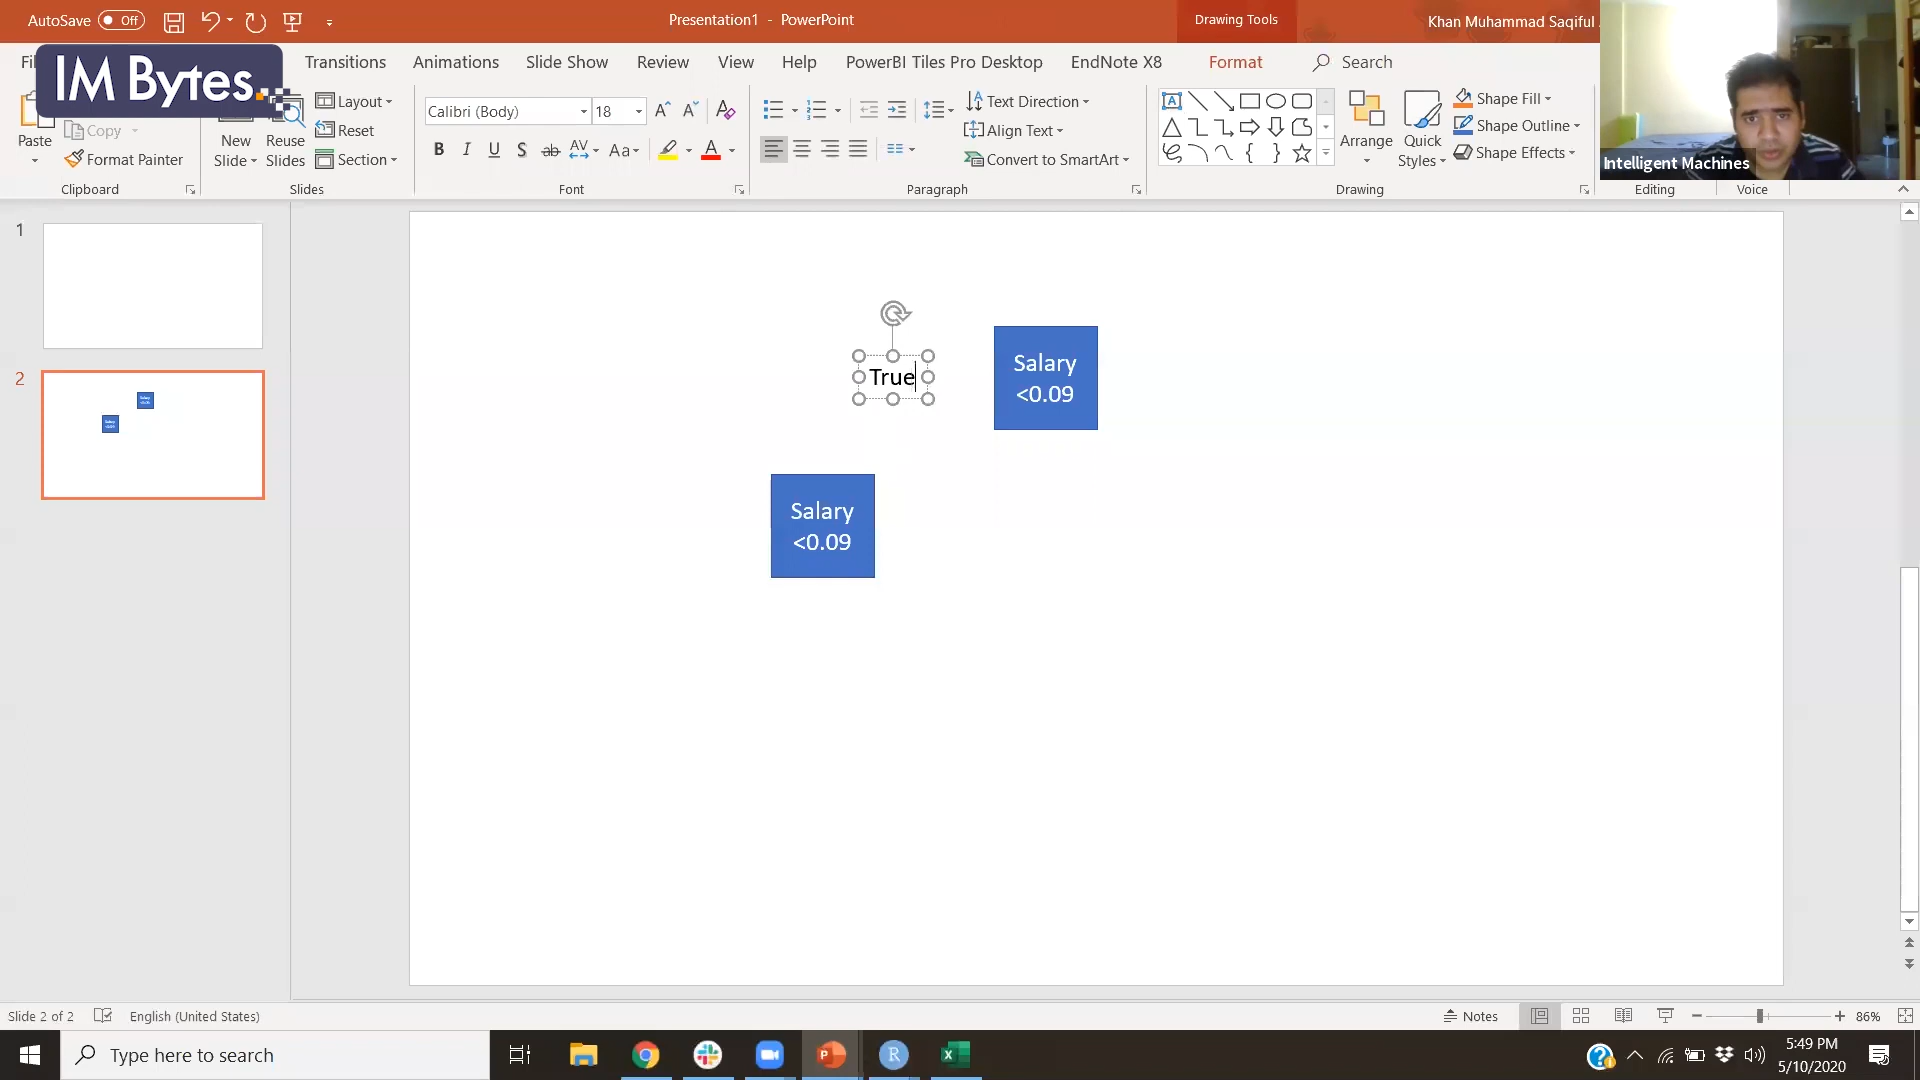 AutoSave Off
Presentation1 - PowerPoint
Drawing Tools
Khan Muhammad Saqiful
IM Bytes.
Transitions
Animations
Slide Show
Review
View
Help
PowerBI Tiles Pro Desktop
EndNote X8
Format
Search
Paste
Copy
Format Painter
Clipboard
New Slide
Reuse Slides
Layout
Reset
Section
Slides
Calibri (Body)
18
Font
Text Direction
Align Text
Convert to SmartArt
Paragraph
Arrange
Quick Styles
Shape Fill
Shape Outline
Shape Effects
Drawing
Intelligent Machines
Editing
Voice
1
2
True
Salary
<0.09
Salary
<0.09
Slide 2 of 2
English (United States)
Notes
86%
Type here to search
5:49 PM
5/10/2020